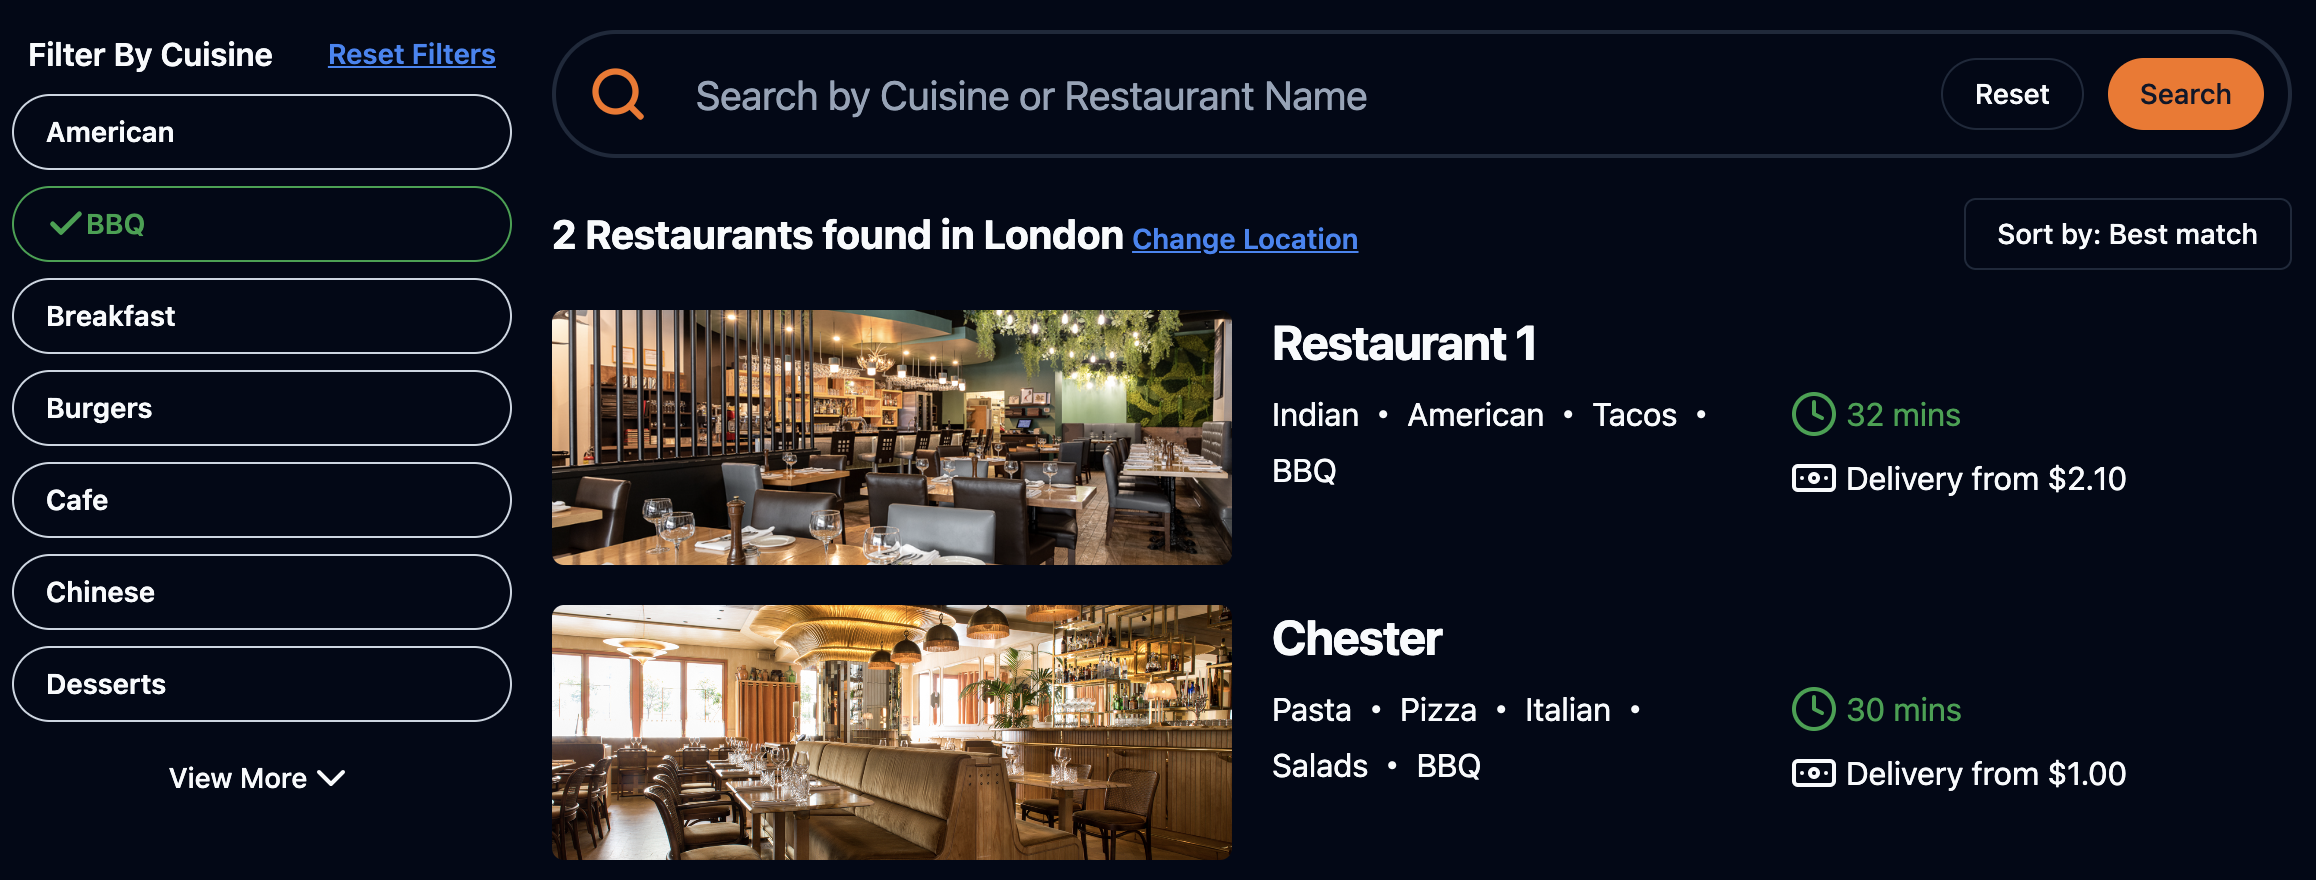 Filter By Cuisine Reset Filters
American
BBQ
Breakfast
Burgers
Cafe
Chinese
Desserts
View More
Search by Cuisine or Restaurant Name Reset Search
2 Restaurants found in London Change Location Sort by: Best match
Restaurant 1
Indian • American • Tacos •
BBQ
32 mins
Delivery from $2.10
Chester
Pasta • Pizza • Italian •
Salads • BBQ
30 mins
Delivery from $1.00